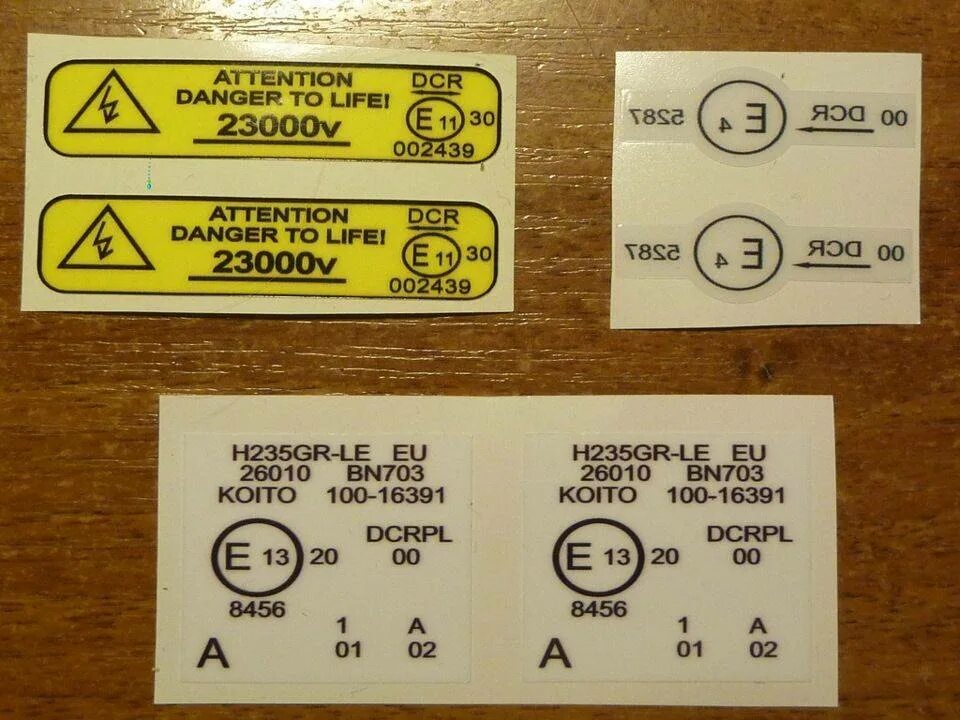 ATTENTION
DANGER TO LIFE!
23000v
DCR
E 11 30
002439
ATTENTION
DANGER TO LIFE!
23000v
DCR
E 11 30
002439
5287 E 4 DCR 00
5287 E 4 DCR 00
H235GR-LE EU
26010 BN703
KOITO 100-16391
DCRPL
E 13 20 00
8456
1 A
A 01 02
H235GR-LE EU
26010 BN703
KOITO 100-16391
DCRPL
E 13 20 00
8456
1 A
A 01 02